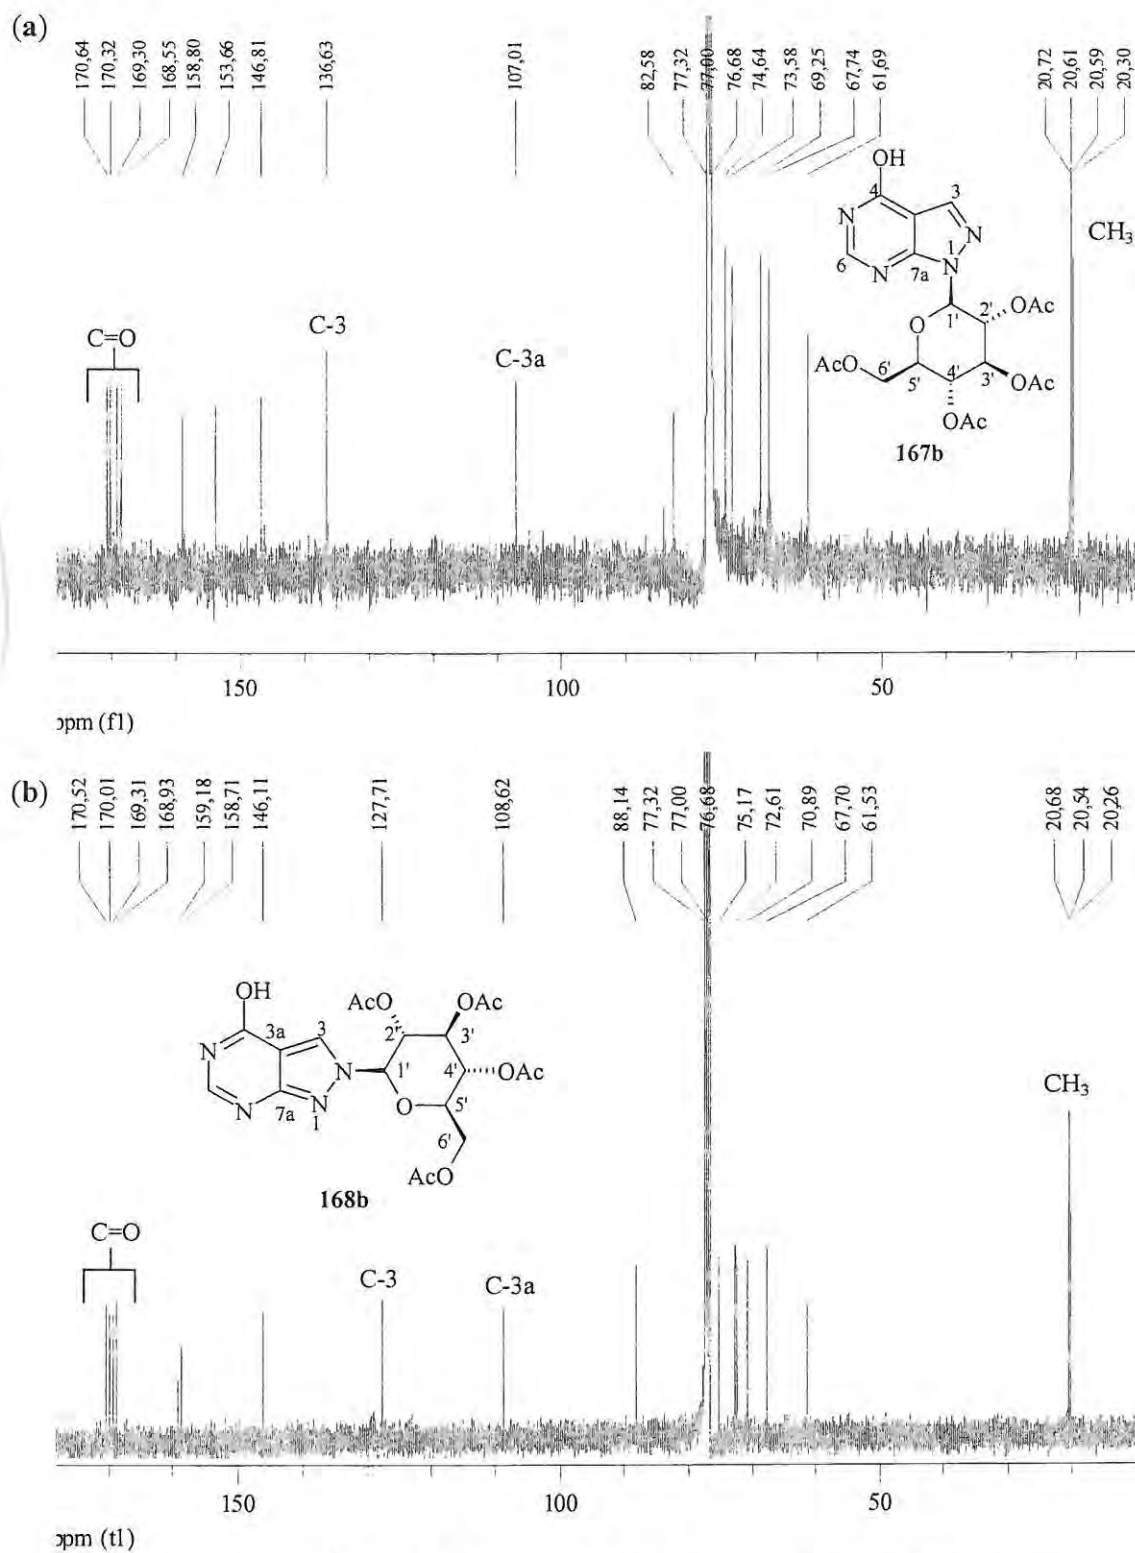 (a)
170,64
170,32
169,30
168,55
158,80
153,66
146,81
136,63
107,01
82,58
77,32
77,00
76,68
74,64
73,58
69,25
67,74
61,69
20,72
20,61
20,59
20,30
OH
4
3
N
N
1
6
N
N
7a
CH3
C=O
C-3
C-3a
1'
2'
OAc
O
AcO
6'
5'
4'
3'
OAc
OAc
167b
150
100
50
ppm (f1)
(b)
170,52
170,01
169,31
168,93
159,18
158,71
146,11
127,71
108,62
88,14
77,32
77,00
76,68
75,17
72,61
70,89
67,70
61,53
20,68
20,54
20,26
OH
AcO
OAc
3a
3
2'
3'
N
N
1'
4'
OAc
N
7a
N
1
O
5'
6'
AcO
168b
CH3
C=O
C-3
C-3a
150
100
50
ppm (t1)